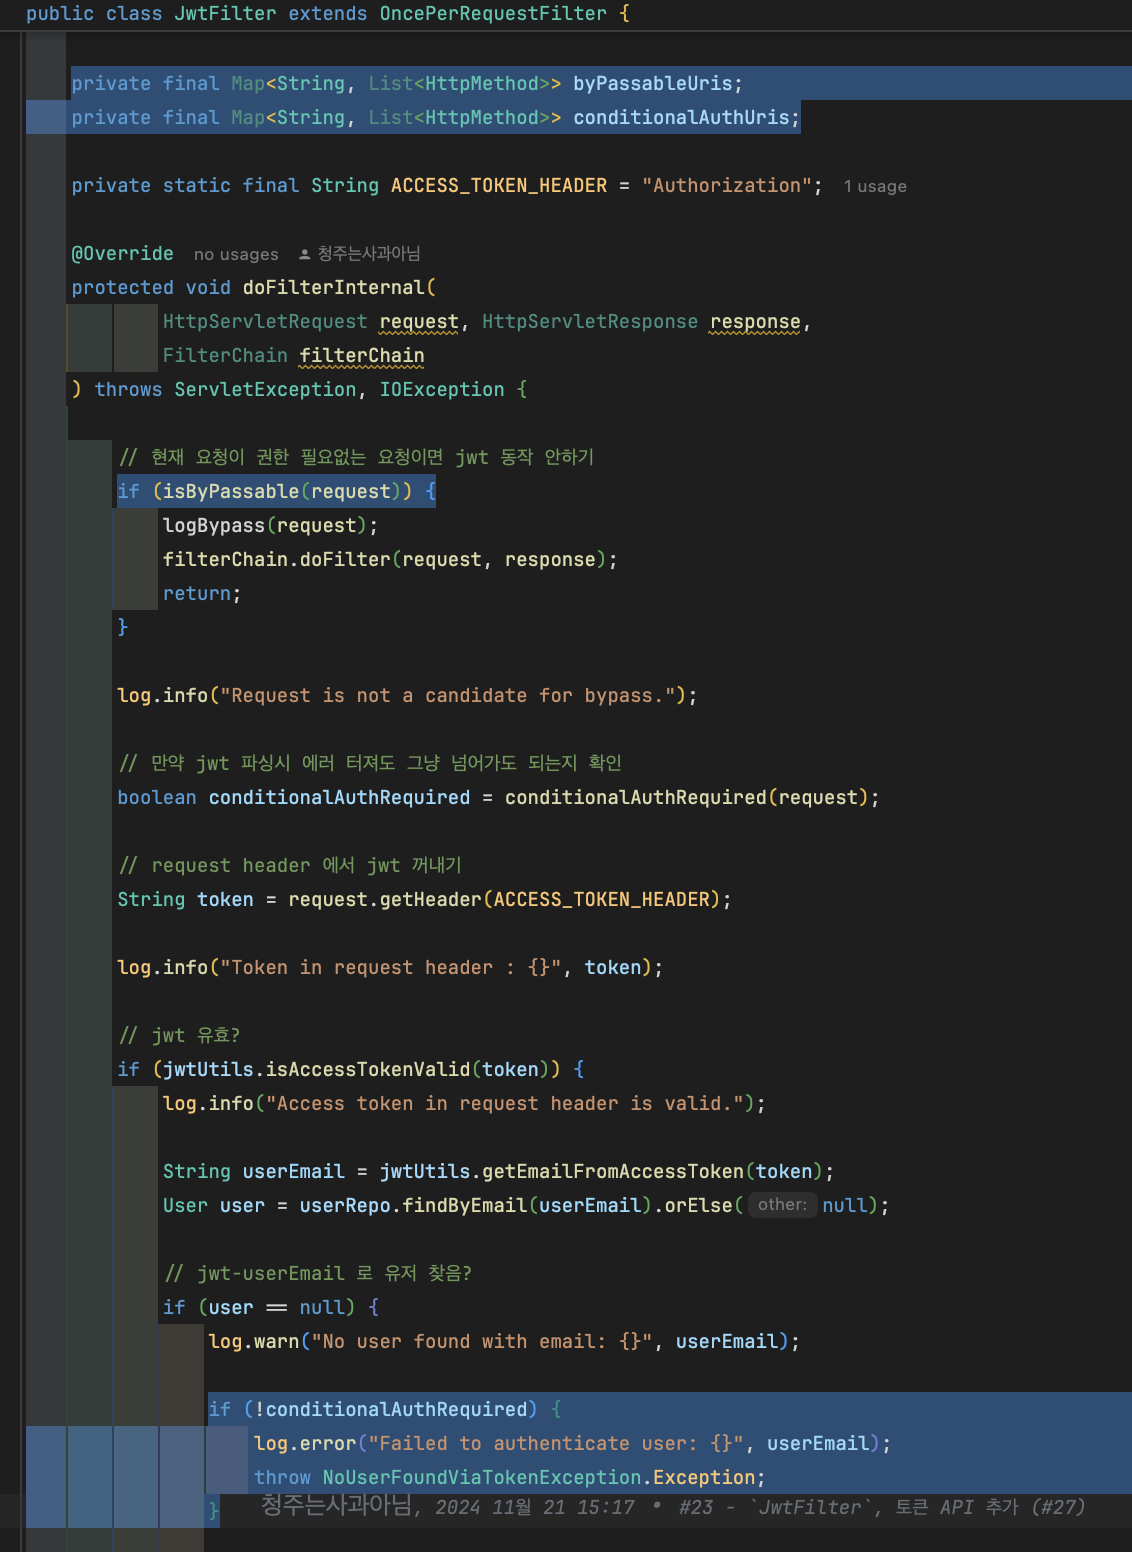 public class JwtFilter extends OncePerRequestFilter {
private final Map<String, List<HttpMethod>> byPassableUris;
private final Map<String, List<HttpMethod>> conditionalAuthUris;
private static final String ACCESS_TOKEN_HEADER = "Authorization"; 1 usage
@Override no usages 청주는사과아님
protected void doFilterInternal(
HttpServletRequest request, HttpServletResponse response,
FilterChain filterChain
) throws ServletException, IOException {
// 현재 요청이 권한 필요없는 요청이면 jwt 동작 안하기
if (isByPassable(request)) {
logBypass(request);
filterChain.doFilter(request, response);
return;
}
log.info("Request is not a candidate for bypass.");
// 만약 jwt 파싱시 에러 터져도 그냥 넘어가도 되는지 확인
boolean conditionalAuthRequired = conditionalAuthRequired(request);
// request header 에서 jwt 꺼내기
String token = request.getHeader(ACCESS_TOKEN_HEADER);
log.info("Token in request header : {}", token);
// jwt 유효?
if (jwtUtils.isAccessTokenValid(token)) {
log.info("Access token in request header is valid.");
String userEmail = jwtUtils.getEmailFromAccessToken(token);
User user = userRepo.findByEmail(userEmail).orElse( other: null);
// jwt-userEmail 로 유저 찾음?
if (user == null) {
log.warn("No user found with email: {}", userEmail);
if (!conditionalAuthRequired) {
log.error("Failed to authenticate user: {}", userEmail);
throw NoUserFoundViaTokenException.Exception;
} 청주는사과아님, 2024 11월 21 15:17 • #23 - `JwtFilter`, 토큰 API 추가 (#27)